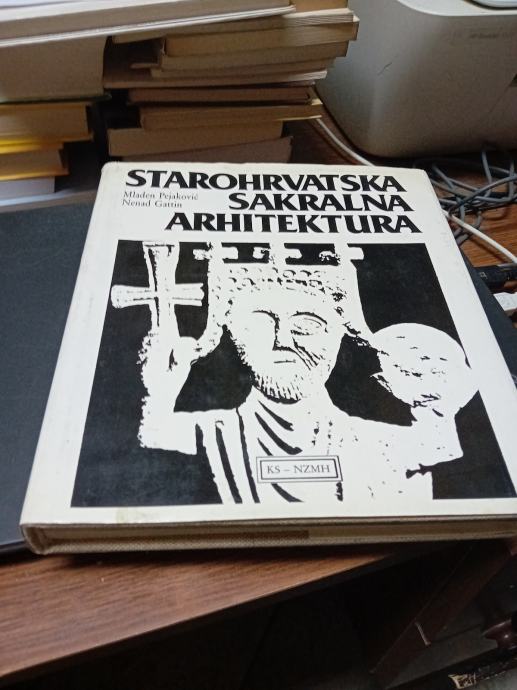 STAROHRVATSKA
Mladen Pejaković
SAKRALNA
Nenad Gattin
ARHITEKTURA
KS – NZMH